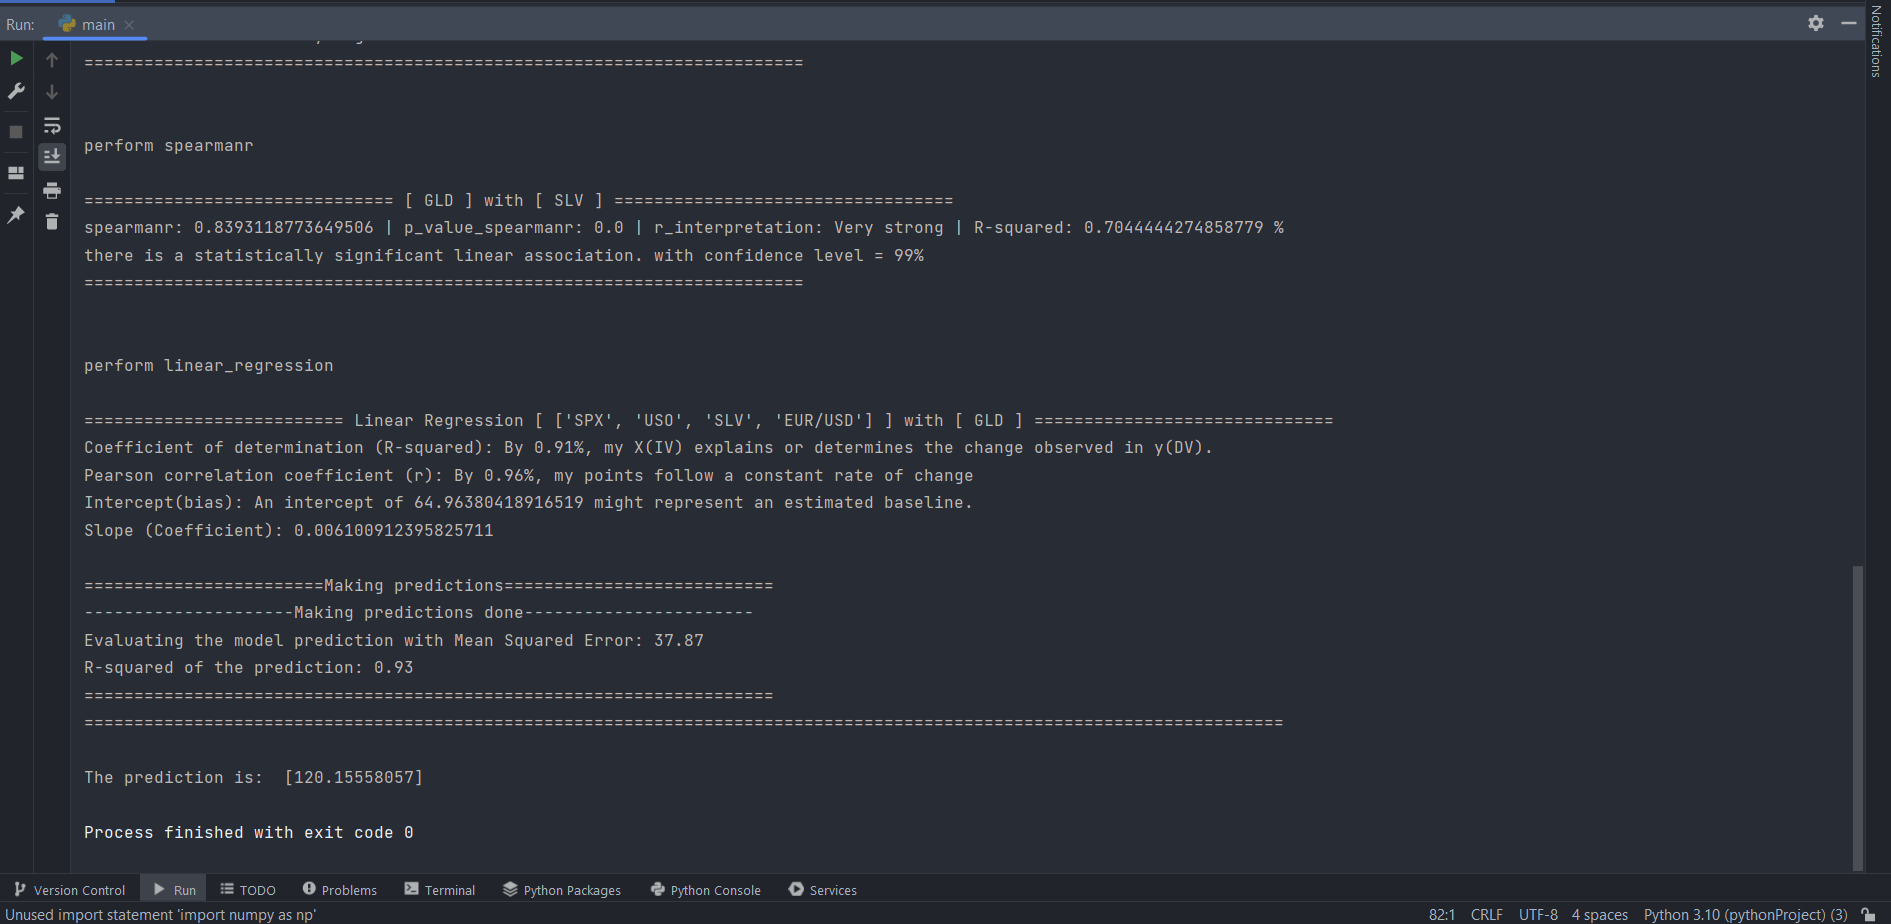 Run: main
Notifications
========================================================================
perform spearmanr
=============================== [ GLD ] with [ SLV ] ==================================
spearmanr: 0.8393118773649506 | p_value_spearmanr: 0.0 | r_interpretation: Very strong | R-squared: 0.7044444274858779 %
there is a statistically significant linear association. with confidence level = 99%
========================================================================
perform linear_regression
========================== Linear Regression [ ['SPX', 'USO', 'SLV', 'EUR/USD'] ] with [ GLD ] ==============================
Coefficient of determination (R-squared): By 0.91%, my X(IV) explains or determines the change observed in y(DV).
Pearson correlation coefficient (r): By 0.96%, my points follow a constant rate of change
Intercept(bias): An intercept of 64.96380418916519 might represent an estimated baseline.
Slope (Coefficient): 0.006100912395825711
========================Making predictions===========================
---------------------Making predictions done-----------------------
Evaluating the model prediction with Mean Squared Error: 37.87
R-squared of the prediction: 0.93
=====================================================================
========================================================================================================================
The prediction is:  [120.15558057]
Process finished with exit code 0
Version Control Run TODO Problems Terminal Python Packages Python Console Services
Unused import statement 'import numpy as np' 82:1 CRLF UTF-8 4 spaces Python 3.10 (pythonProject) (3)